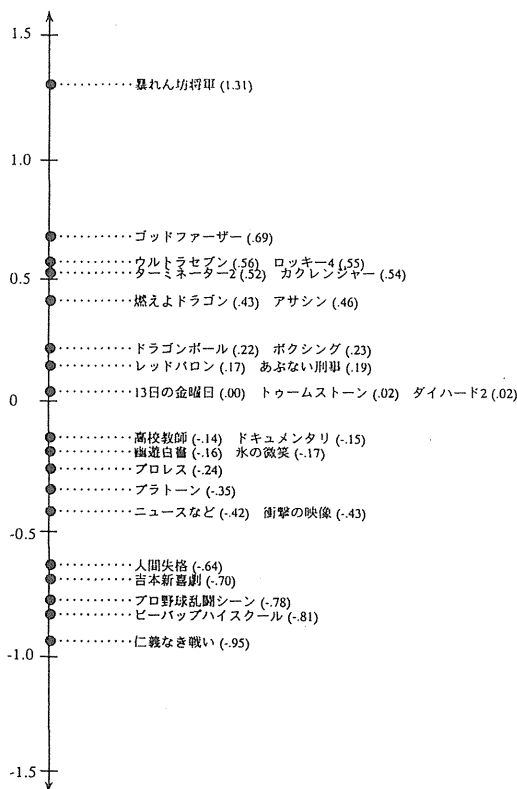 1.5
暴れん坊将軍 (1.31)
1.0
ゴッドファーザー (.69)
ウルトラセブン (.56) ロッキー4 (.55)
0.5
ターミネーター2 (.52) カクレンジャー (.54)
燃えよドラゴン (.43) アサシン (.46)
ドラゴンボール (.22) ボクシング (.23)
レッドバロン (.17) あぶない刑事 (.19)
0
13日の金曜日 (.00) トゥームストーン (.02) ダイハード2 (.02)
高校教師 (-.14) ドキュメンタリ (-.15)
幽遊白書 (-.16) 氷の微笑 (-.17)
プロレス (-.24)
プラトーン (-.35)
ニュースなど (-.42) 衝撃の映像 (-.43)
-0.5
人間失格 (-.64)
吉本新喜劇 (-.70)
プロ野球乱闘シーン (-.78)
ビーバップハイスクール (-.81)
仁義なき戦い (-.95)
-1.0
-1.5